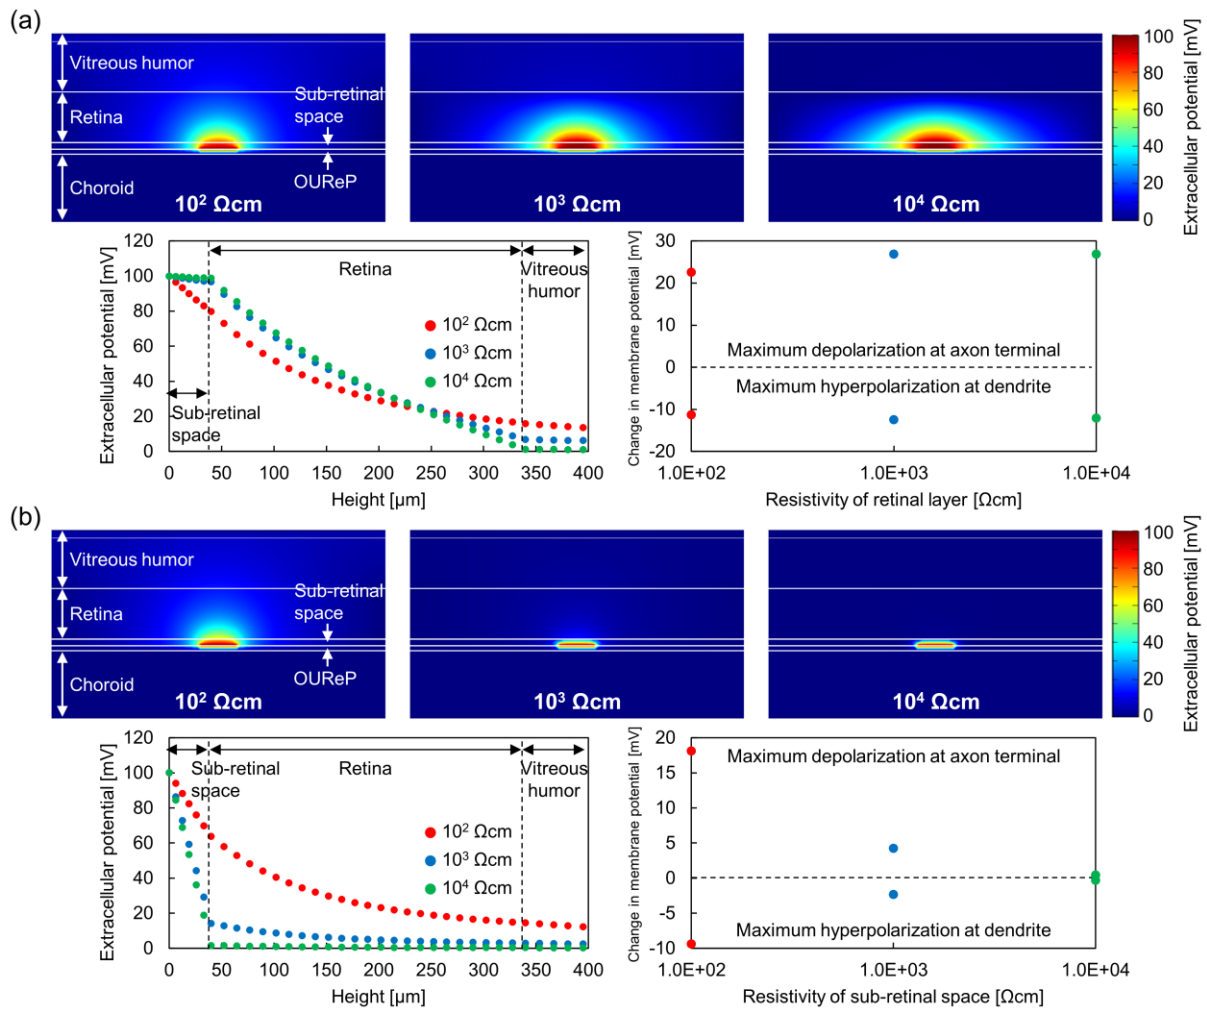 (a)
Vitreous humor
Retina
Sub-retinal
space
OUReP
Choroid
10² Ωcm
10³ Ωcm
10⁴ Ωcm
100
80
60
40
20
0
Extracellular potential [mV]
120
100
80
60
40
20
0
Extracellular potential [mV]
Retina
Vitreous
humor
10² Ωcm
10³ Ωcm
10⁴ Ωcm
Sub-retinal
space
0 50 100 150 200 250 300 350 400
Height [μm]
30
20
10
0
-10
-20
Change in membrane potential [mV]
Maximum depolarization at axon terminal
Maximum hyperpolarization at dendrite
1.0E+02 1.0E+03 1.0E+04
Resistivity of retinal layer [Ωcm]
(b)
Vitreous humor
Retina
Sub-retinal
space
OUReP
Choroid
10² Ωcm
10³ Ωcm
10⁴ Ωcm
100
80
60
40
20
0
Extracellular potential [mV]
120
100
80
60
40
20
0
Extracellular potential [mV]
Sub-retinal
space
Retina
Vitreous
humor
10² Ωcm
10³ Ωcm
10⁴ Ωcm
0 50 100 150 200 250 300 350 400
Height [μm]
20
15
10
5
0
-5
-10
Change in membrane potential [mV]
Maximum depolarization at axon terminal
Maximum hyperpolarization at dendrite
1.0E+02 1.0E+03 1.0E+04
Resistivity of sub-retinal space [Ωcm]